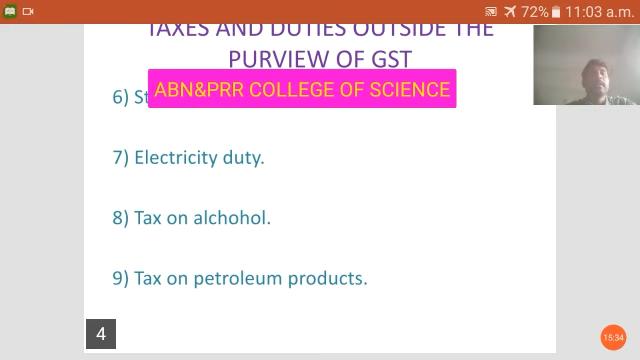 72% 11:03 a.m.
TAXES AND DUTIES OUTSIDE THE
PURVIEW OF GST
ABN&PRR COLLEGE OF SCIENCE
6)
7) Electricity duty.
8) Tax on alchohol.
9) Tax on petroleum products.
4
15:34